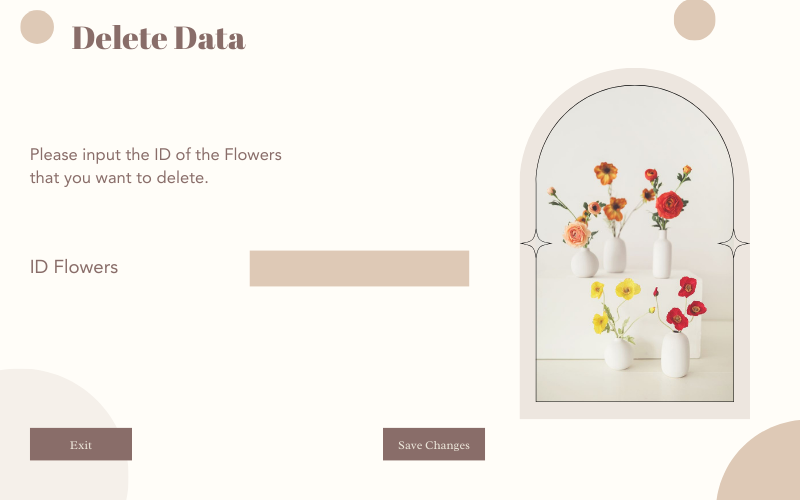 Delete Data
Please input the ID of the Flowers
that you want to delete.
ID Flowers
Exit
Save Changes